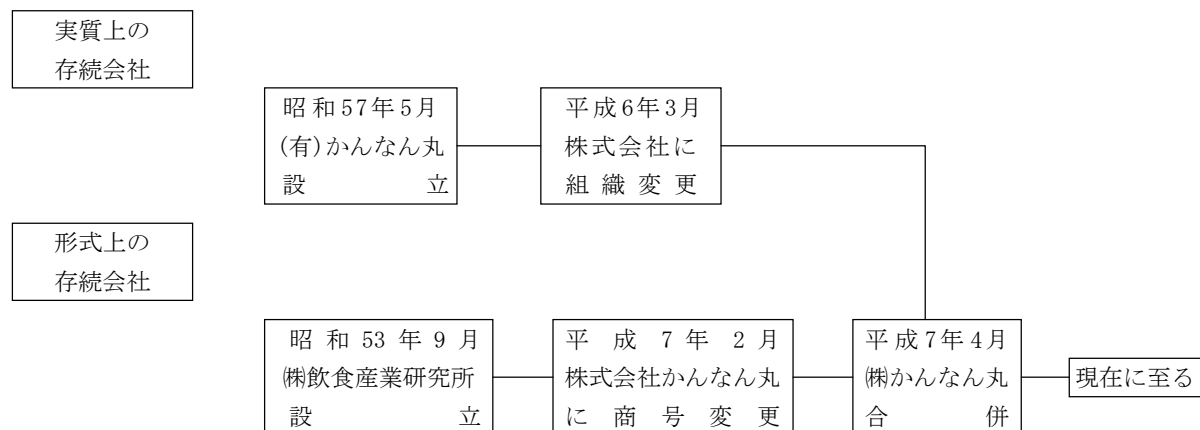 実質上の
存続会社
昭和57年5月
(有)かんなん丸
設立
平成6年3月
株式会社に
組織変更
形式上の
存続会社
昭和53年9月
㈱飲食産業研究所
設立
平成7年2月
株式会社かんなん丸
に商号変更
平成7年4月
㈱かんなん丸
合併
現在に至る